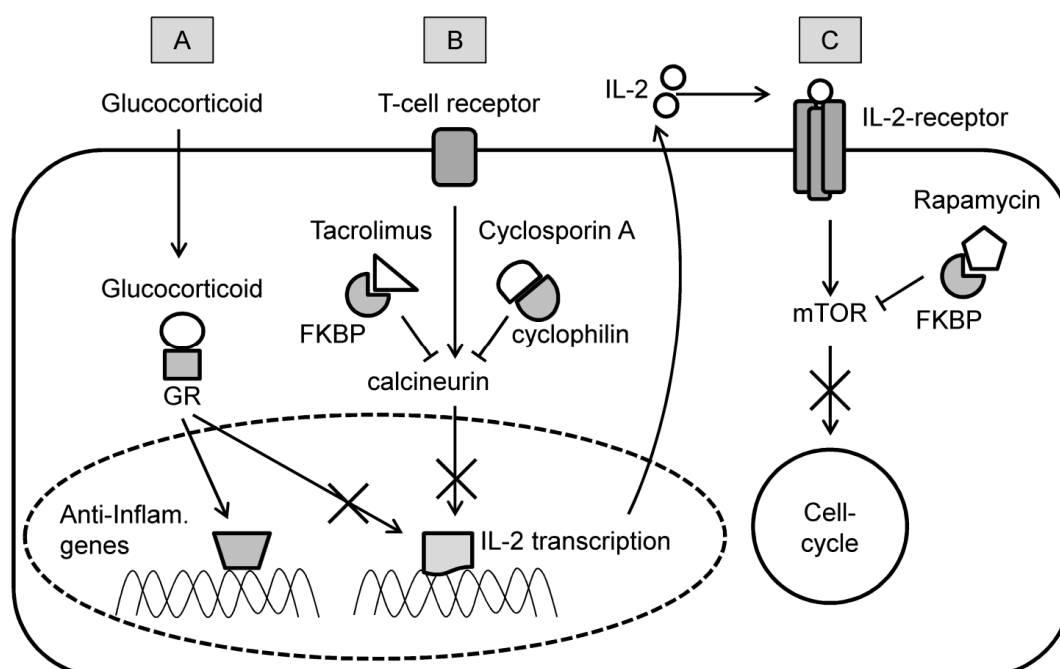 A
B
C
Glucocorticoid
T-cell receptor
IL-2
IL-2-receptor
Tacrolimus
Cyclosporin A
Rapamycin
Glucocorticoid
FKBP
cyclophilin
mTOR
FKBP
GR
calcineurin
Anti-Inflam.
genes
IL-2 transcription
Cell-
cycle